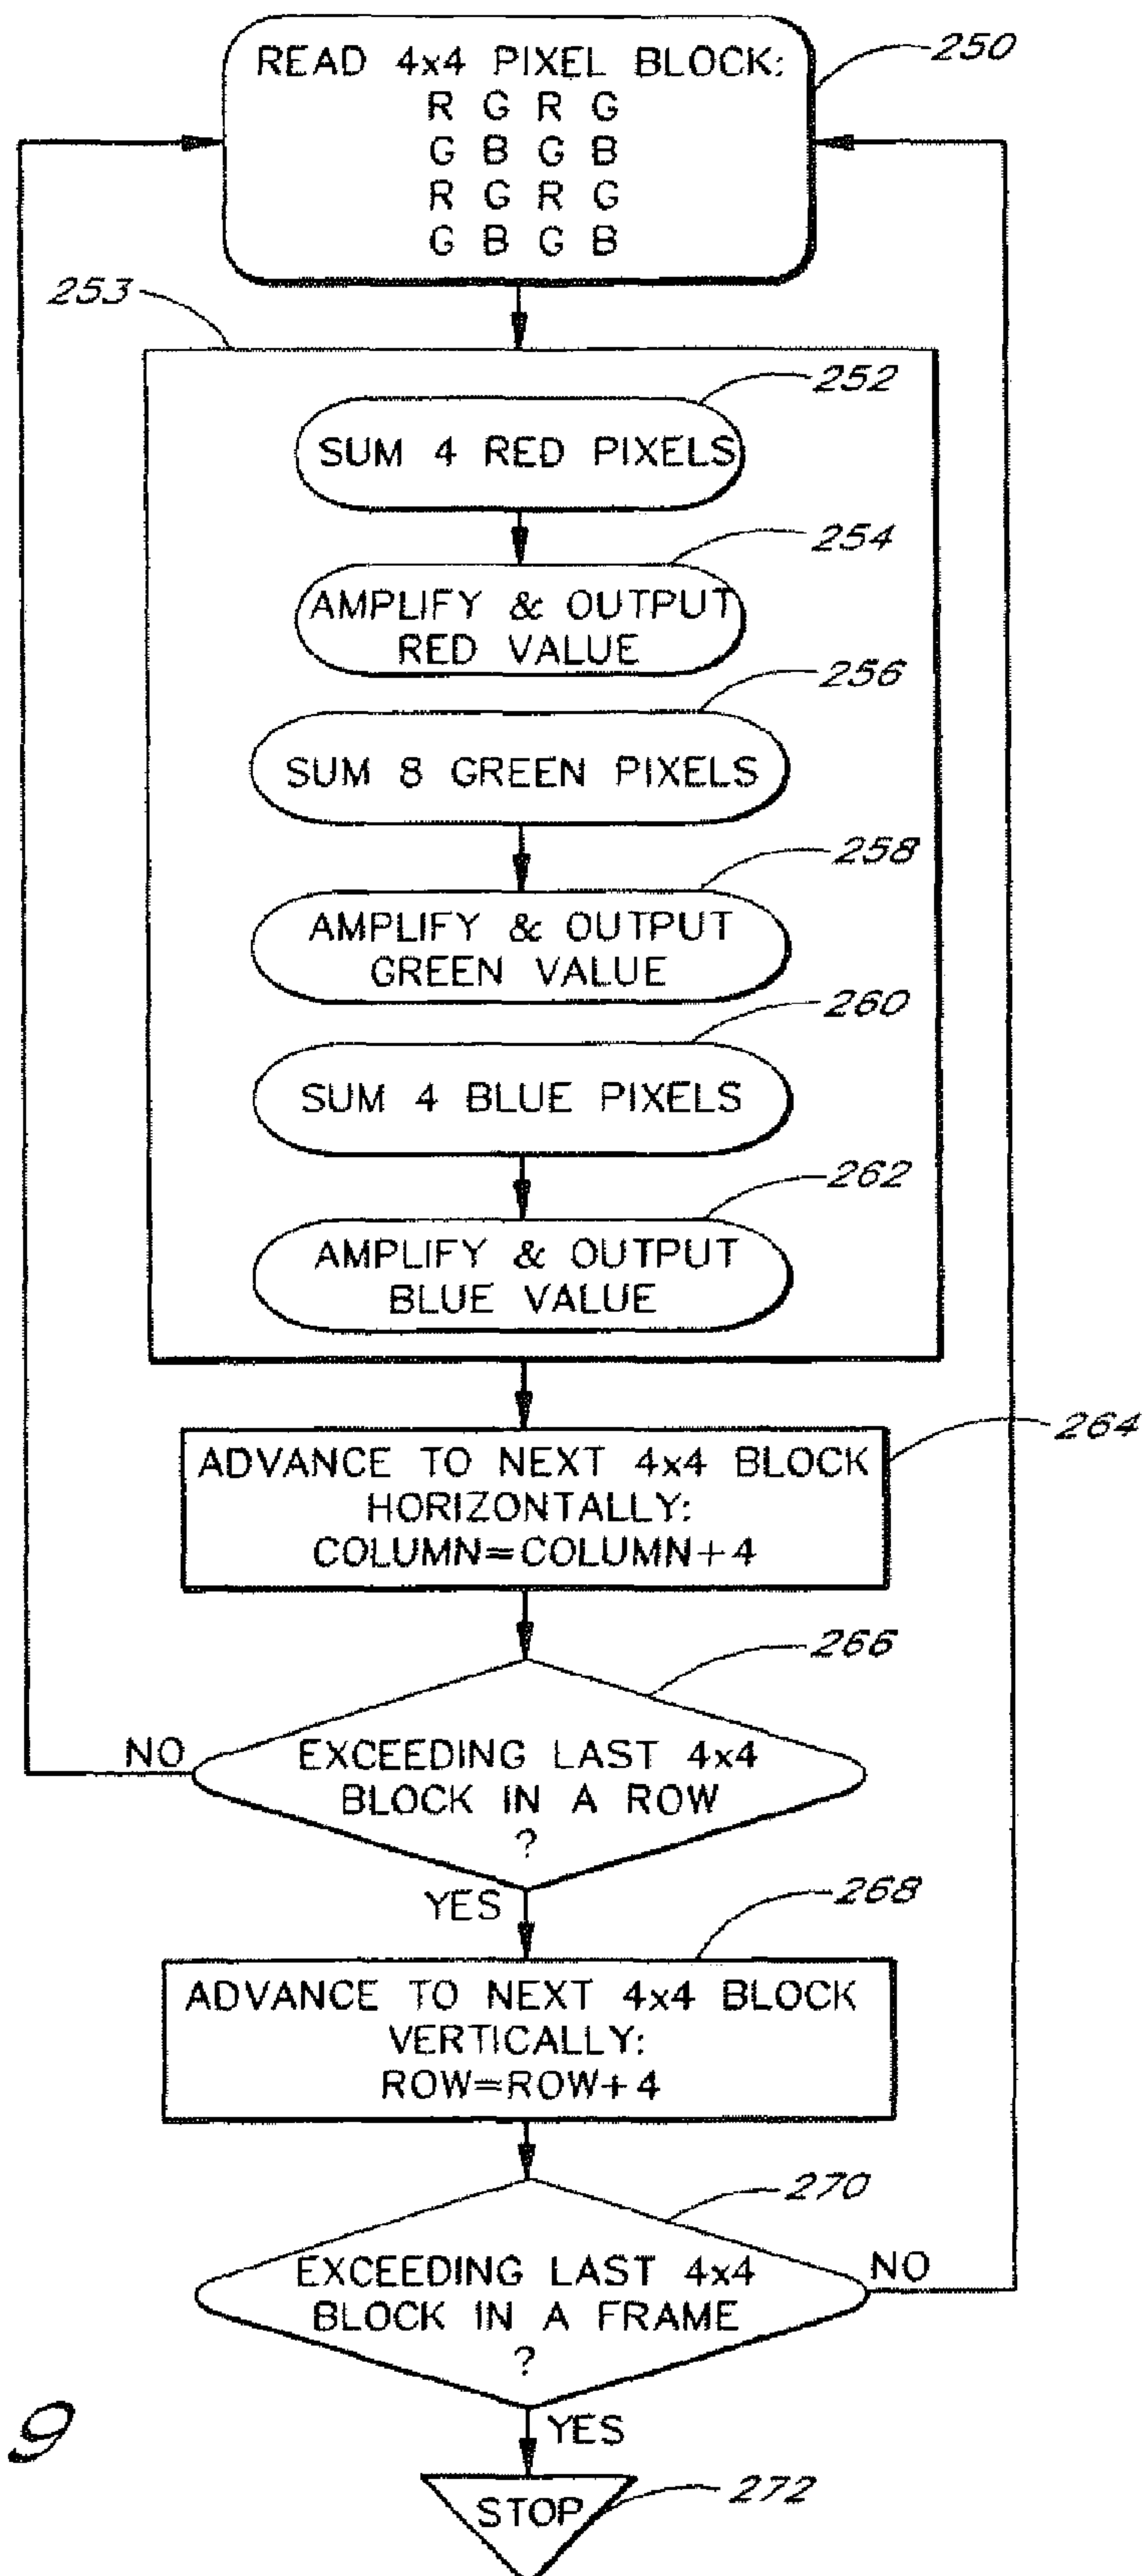 READ 4x4 PIXEL BLOCK:
250
R G R G
G B G B
R G R G
G B G B
253
252
SUM 4 RED PIXELS
254
AMPLIFY & OUTPUT
RED VALUE
256
SUM 8 GREEN PIXELS
258
AMPLIFY & OUTPUT
GREEN VALUE
260
SUM 4 BLUE PIXELS
262
AMPLIFY & OUTPUT
BLUE VALUE
264
ADVANCE TO NEXT 4x4 BLOCK
HORIZONTALLY:
COLUMN=COLUMN+4
266
NO
EXCEEDING LAST 4x4
BLOCK IN A ROW
?
YES
268
ADVANCE TO NEXT 4x4 BLOCK
VERTICALLY:
ROW=ROW+4
270
NO
EXCEEDING LAST 4x4
BLOCK IN A FRAME
?
YES
9
STOP
272